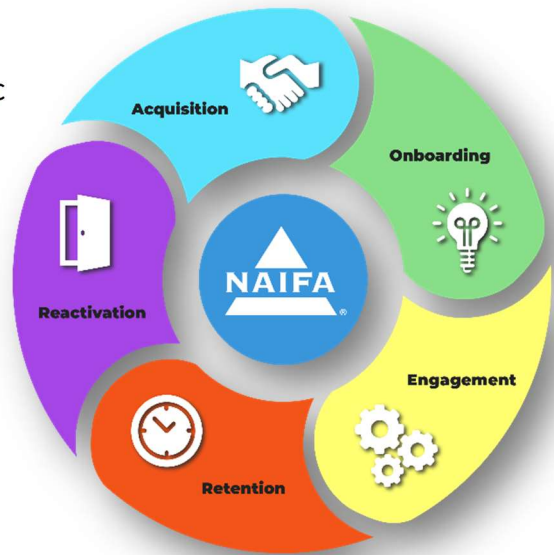 C
Acquisition
Onboarding
NAIFA®
Reactivation
Engagement
Retention